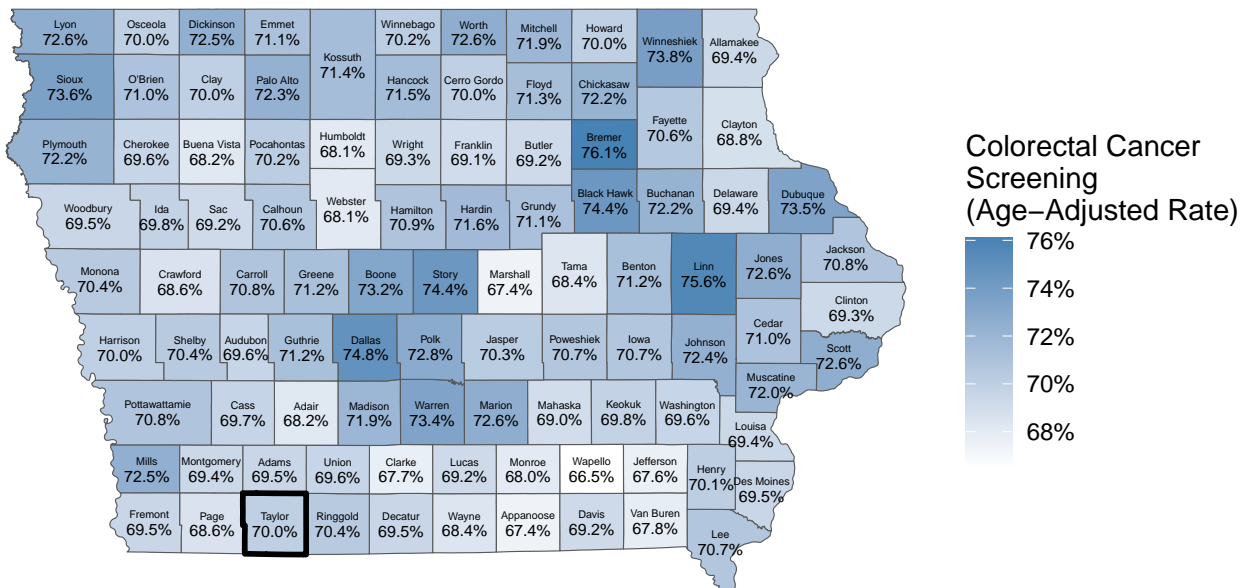 Lyon Osceola Dickinson Emmet Winnebago Worth Mitchell Howard Winneshiek Allamakee
72.6% 70.0% 72.5% 71.1% 70.2% 72.6% 71.9% 70.0% 73.8% 69.4%
Kossuth
71.4%
Sioux O'Brien Clay Palo Alto Hancock Cerro Gordo Floyd Chickasaw
73.6% 71.0% 70.0% 72.3% 71.5% 70.0% 71.3% 72.2%
Fayette Clayton
70.6% 68.8%
Plymouth Cherokee Buena Vista Pocahontas Humboldt Wright Franklin Butler Bremer
72.2% 69.6% 68.2% 70.2% 68.1% 69.3% 69.1% 69.2% 76.1%
Woodbury Ida Sac Calhoun Webster Hamilton Hardin Grundy Black Hawk Buchanan Delaware Dubuque
69.5% 69.8% 69.2% 70.6% 68.1% 70.9% 71.6% 71.1% 74.4% 72.2% 69.4% 73.5%
Monona Crawford Carroll Greene Boone Story Marshall Tama Benton Linn Jones Jackson
70.4% 68.6% 70.8% 71.2% 73.2% 74.4% 67.4% 68.4% 71.2% 75.6% 72.6% 70.8%
Clinton
69.3%
Harrison Shelby Audubon Guthrie Dallas Polk Jasper Poweshiek Iowa Johnson Cedar Scott
70.0% 70.4% 69.6% 71.2% 74.8% 72.8% 70.3% 70.7% 70.7% 72.4% 71.0% 72.6%
Muscatine
72.0%
Pottawattamie Cass Adair Madison Warren Marion Mahaska Keokuk Washington Louisa
70.8% 69.7% 68.2% 71.9% 73.4% 72.6% 69.0% 69.8% 69.6% 69.4%
Mills Montgomery Adams Union Clarke Lucas Monroe Wapello Jefferson Henry Des Moines
72.5% 69.4% 69.5% 69.6% 67.7% 69.2% 68.0% 66.5% 67.6% 70.1% 69.5%
Fremont Page Taylor Ringgold Decatur Wayne Appanoose Davis Van Buren Lee
69.5% 68.6% 70.0% 70.4% 69.5% 68.4% 67.4% 69.2% 67.8% 70.7%
Colorectal Cancer
Screening
(Age−Adjusted Rate)
76%
74%
72%
70%
68%